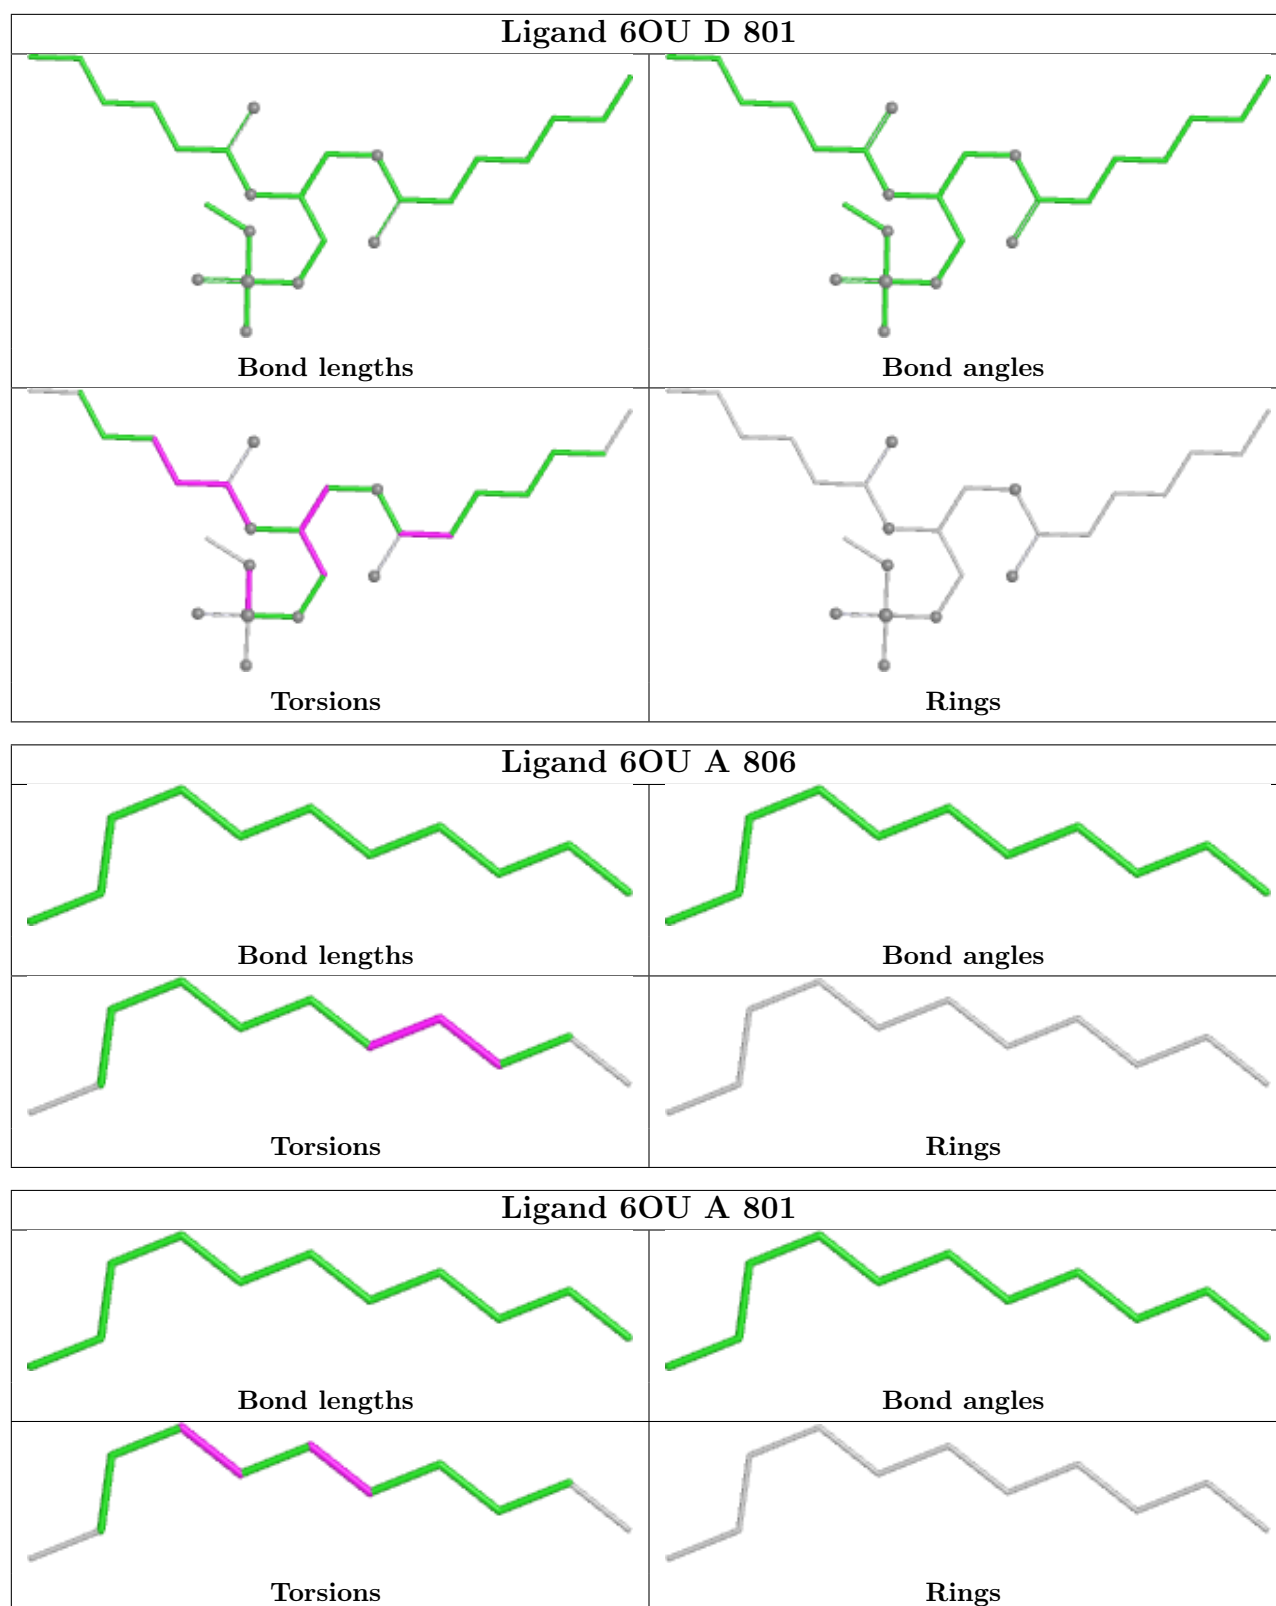 Ligand 6OU D 801
Bond lengths
Bond angles
Torsions
Rings
Ligand 6OU A 806
Bond lengths
Bond angles
Torsions
Rings
Ligand 6OU A 801
Bond lengths
Bond angles
Torsions
Rings